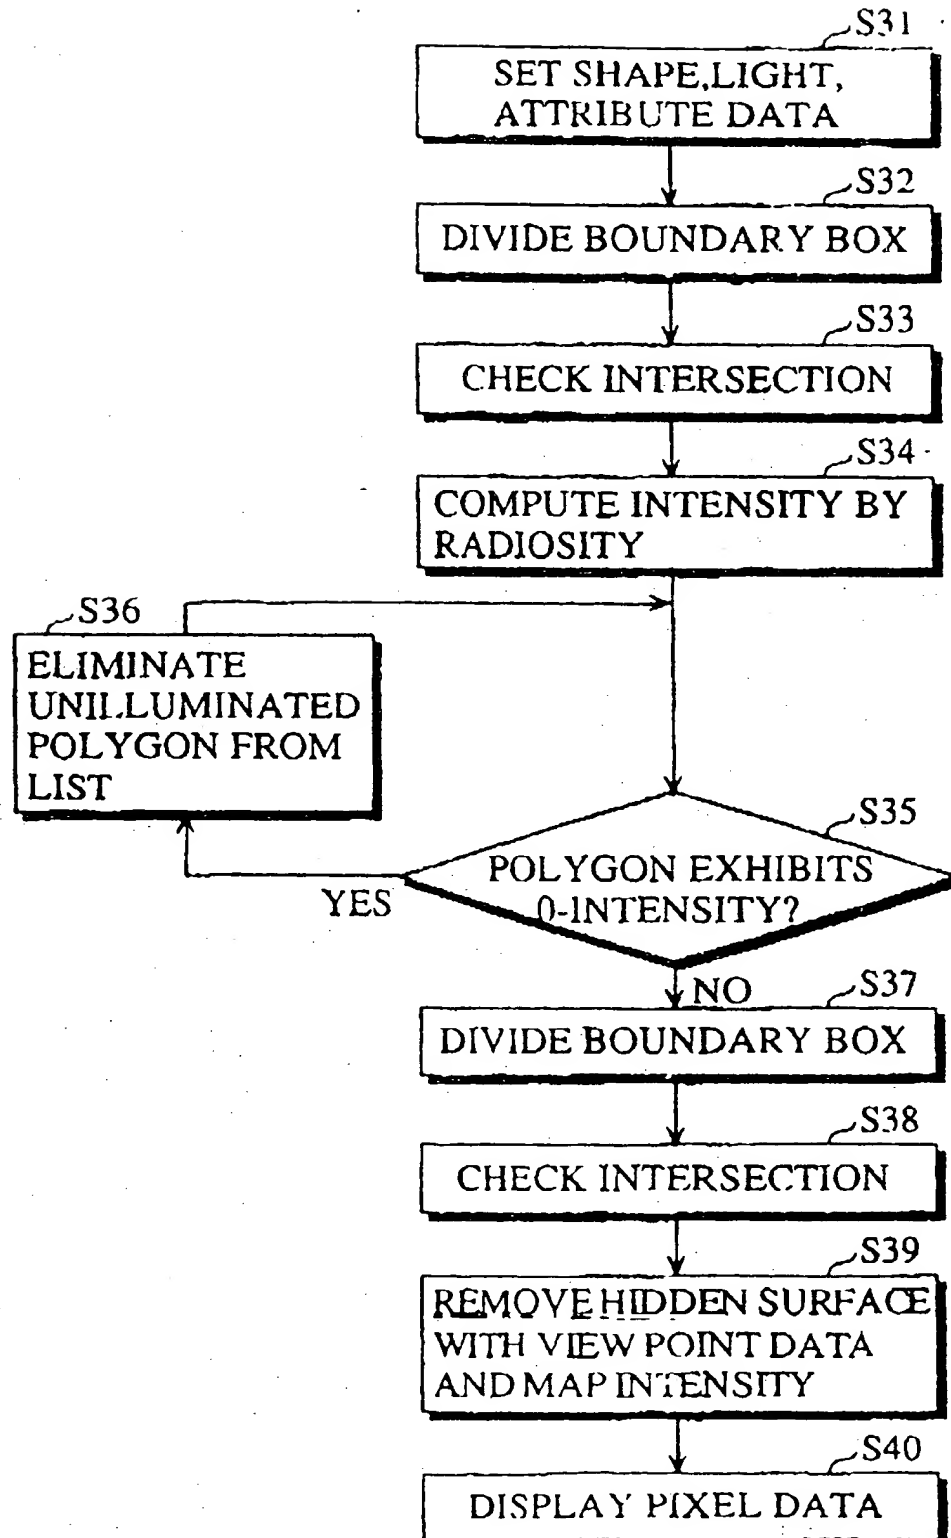 S31
SET SHAPE,LIGHT,
ATTRIBUTE DATA
S32
DIVIDE BOUNDARY BOX
S33
CHECK INTERSECTION
S34
COMPUTE INTENSITY BY
RADIOSITY
S36
ELIMINATE
UNILLUMINATED
POLYGON FROM
LIST
S35
POLYGON EXHIBITS
0-INTENSITY?
YES
NO
S37
DIVIDE BOUNDARY BOX
S38
CHECK INTERSECTION
S39
REMOVE HIDDEN SURFACE
WITH VIEW POINT DATA
AND MAP INTENSITY
S40
DISPLAY PIXEL DATA